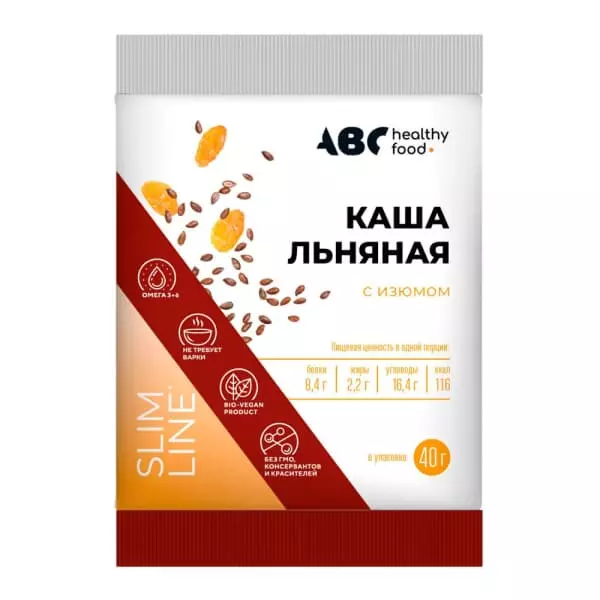 ABC healthy
food.
КАША
ЛЬНЯНАЯ
С ИЗЮМОМ
Пищевая ценность в одной порции:
белки
8,4 г
жиры
2,2 г
углеводы
16,4 г
ккал
116
в упаковке 40 г
ОМЕГА 3+6
НЕ ТРЕБУЕТ
ВАРКИ
BIO-VEGAN
PRODUCT
БЕЗ ГМО,
КОНСЕРВАНТОВ
И КРАСИТЕЛЕЙ
SLIM
LINE